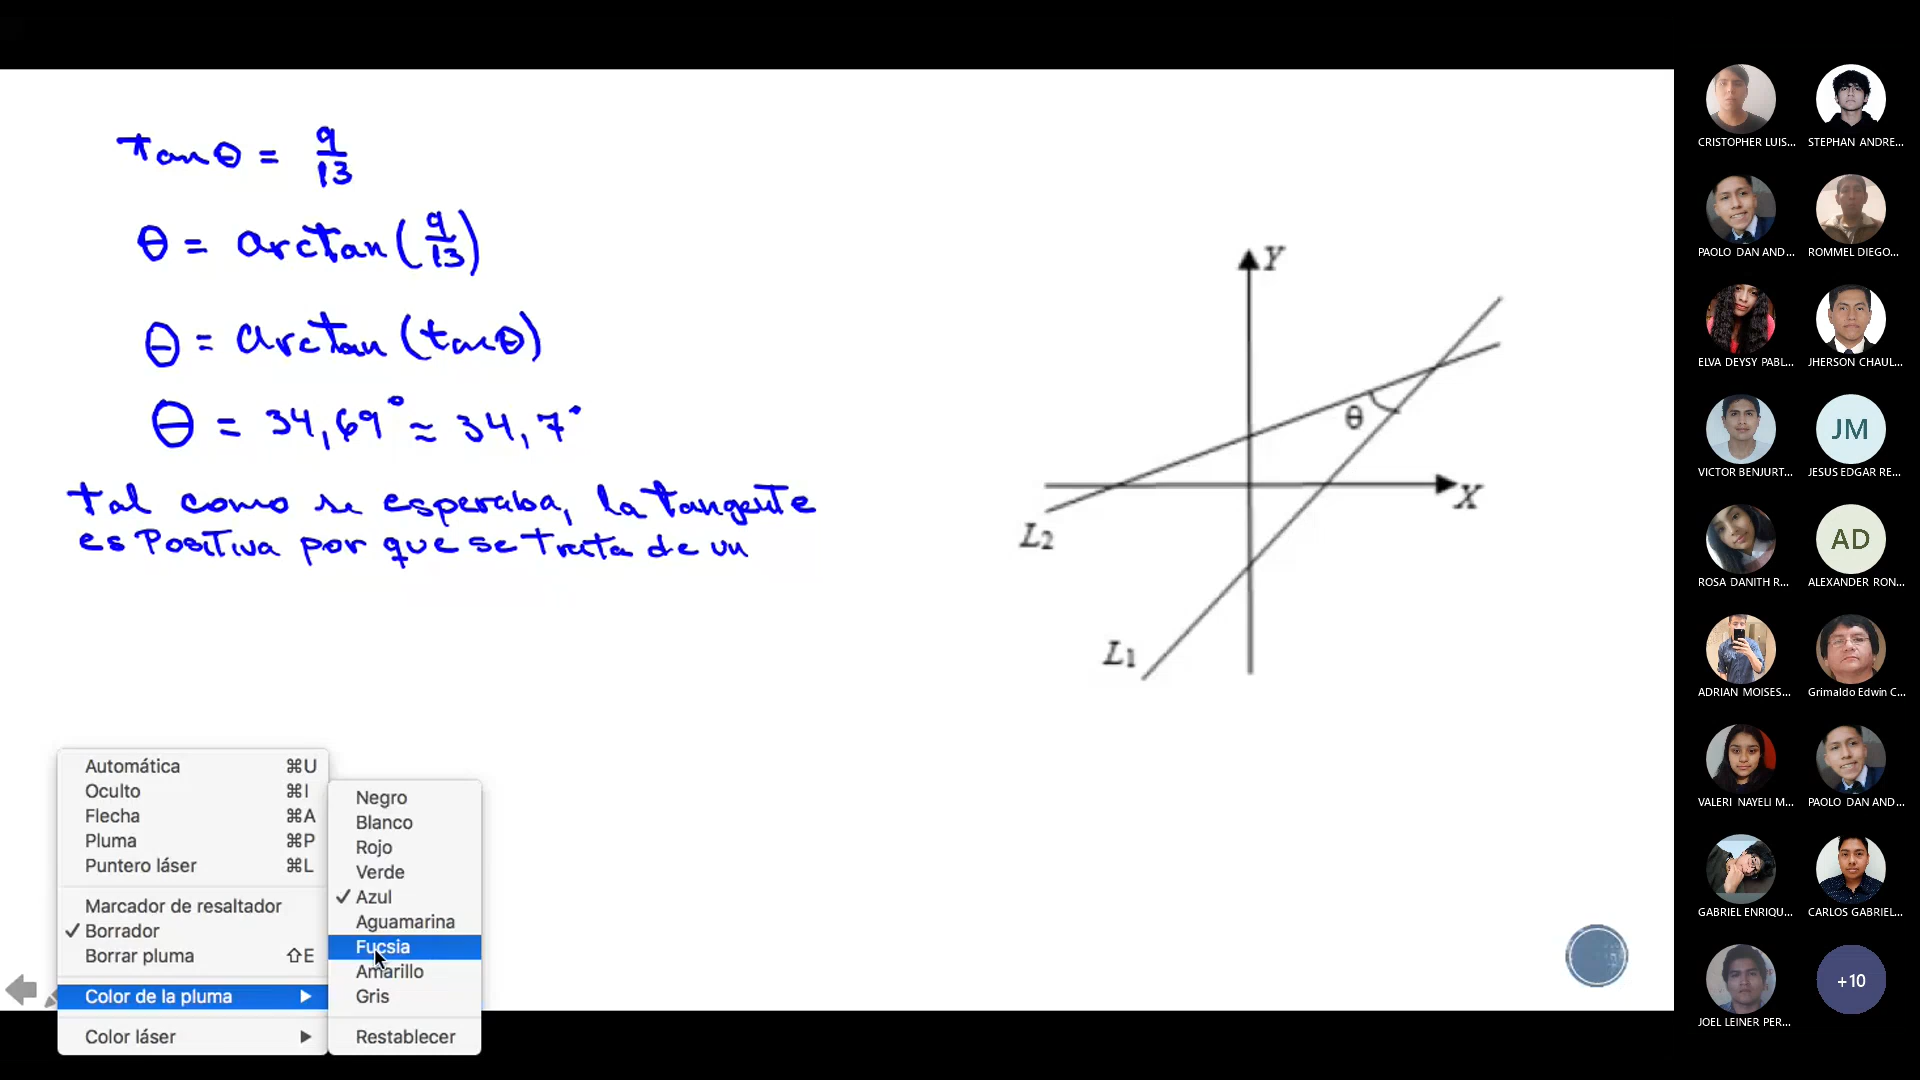 tan θ = 9/13
θ = arctan(9/13)
θ = arctan(tan θ)
θ = 34,69° ≈ 34,7°
tal como se esperaba, la tangente
es Positiva por que se trata de un
Y
X
θ
L2
L1
Automática ⌘U
Oculto ⌘I
Flecha ⌘A
Pluma ⌘P
Puntero láser ⌘L
Marcador de resaltador
✓ Borrador
Borrar pluma ⇧E
Color de la pluma ▶
Color láser ▶
Negro
Blanco
Rojo
Verde
✓ Azul
Aguamarina
Fucsia
Amarillo
Gris
Restablecer
CRISTOPHER LUIS... STEPHAN ANDRE...
PAOLO DAN AND... ROMMEL DIEGO...
ELVA DEYSY PABL... JHERSON CHAUL...
JM
VICTOR BENJURT... JESUS EDGAR RE...
AD
ROSA DANITH R... ALEXANDER RON...
ADRIAN MOISES... Grimaldo Edwin C...
VALERI NAYELI M... PAOLO DAN AND...
GABRIEL ENRIQU... CARLOS GABRIEL...
+10
JOEL LEINER PER...